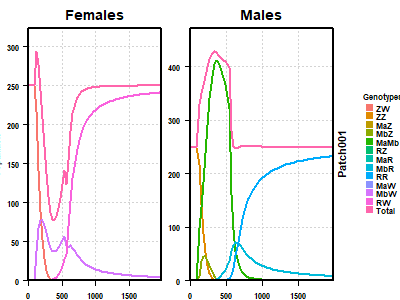 Females
Males
300
250
200
150
100
50
0
0
500
1000
1500
400
300
200
100
0
0
500
1000
1500
Patch001
Genotypes
ZW
ZZ
MaZ
MbZ
MaMb
RZ
MaR
MbR
RR
MaW
MbW
RW
Total